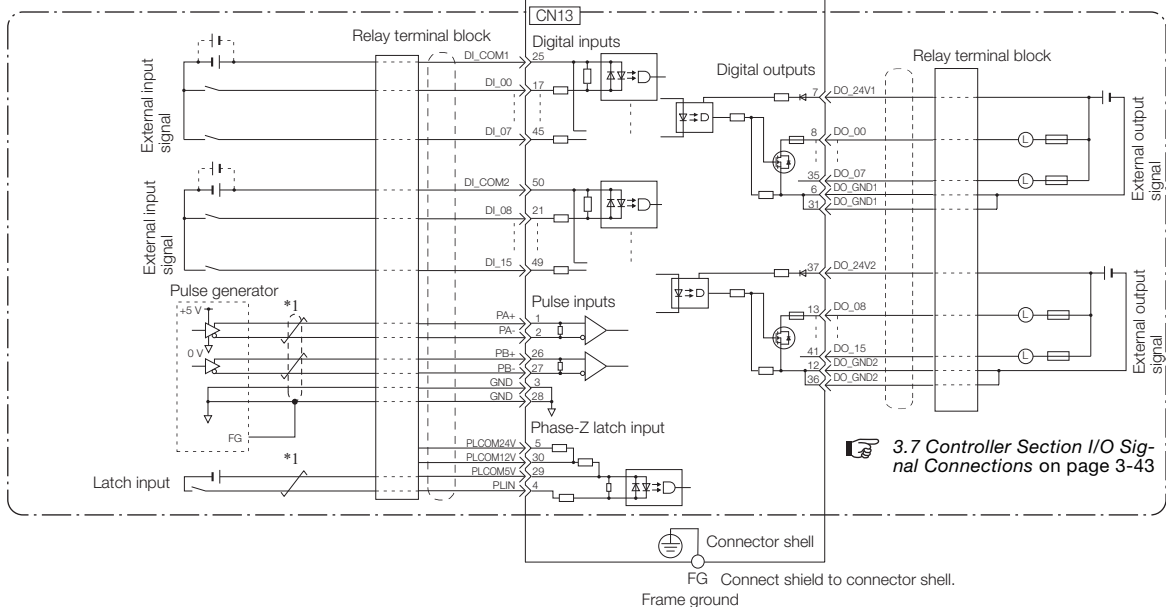 CN13
Relay terminal block
Digital inputs
External input
signal
DI_COM1
25
DI_00
17
DI_07
45
External input
signal
DI_COM2
50
DI_08
21
DI_15
49
Pulse generator
+5 V
0 V
FG
*1
Pulse inputs
PA+
1
PA-
2
PB+
26
PB-
27
GND
3
GND
28
Phase-Z latch input
Latch input
*1
PLCOM24V
5
PLCOM12V
30
PLCOM5V
29
PLIN
4
Digital outputs
Relay terminal block
7
DO_24V1
8
DO_00
L
35
DO_07
L
6
DO_GND1
31
DO_GND1
External output
signal
37
DO_24V2
13
DO_08
L
41
DO_15
L
12
DO_GND2
36
DO_GND2
External output
signal
3.7 Controller Section I/O Sig-
nal Connections on page 3-43
Connector shell
FG Connect shield to connector shell.
Frame ground